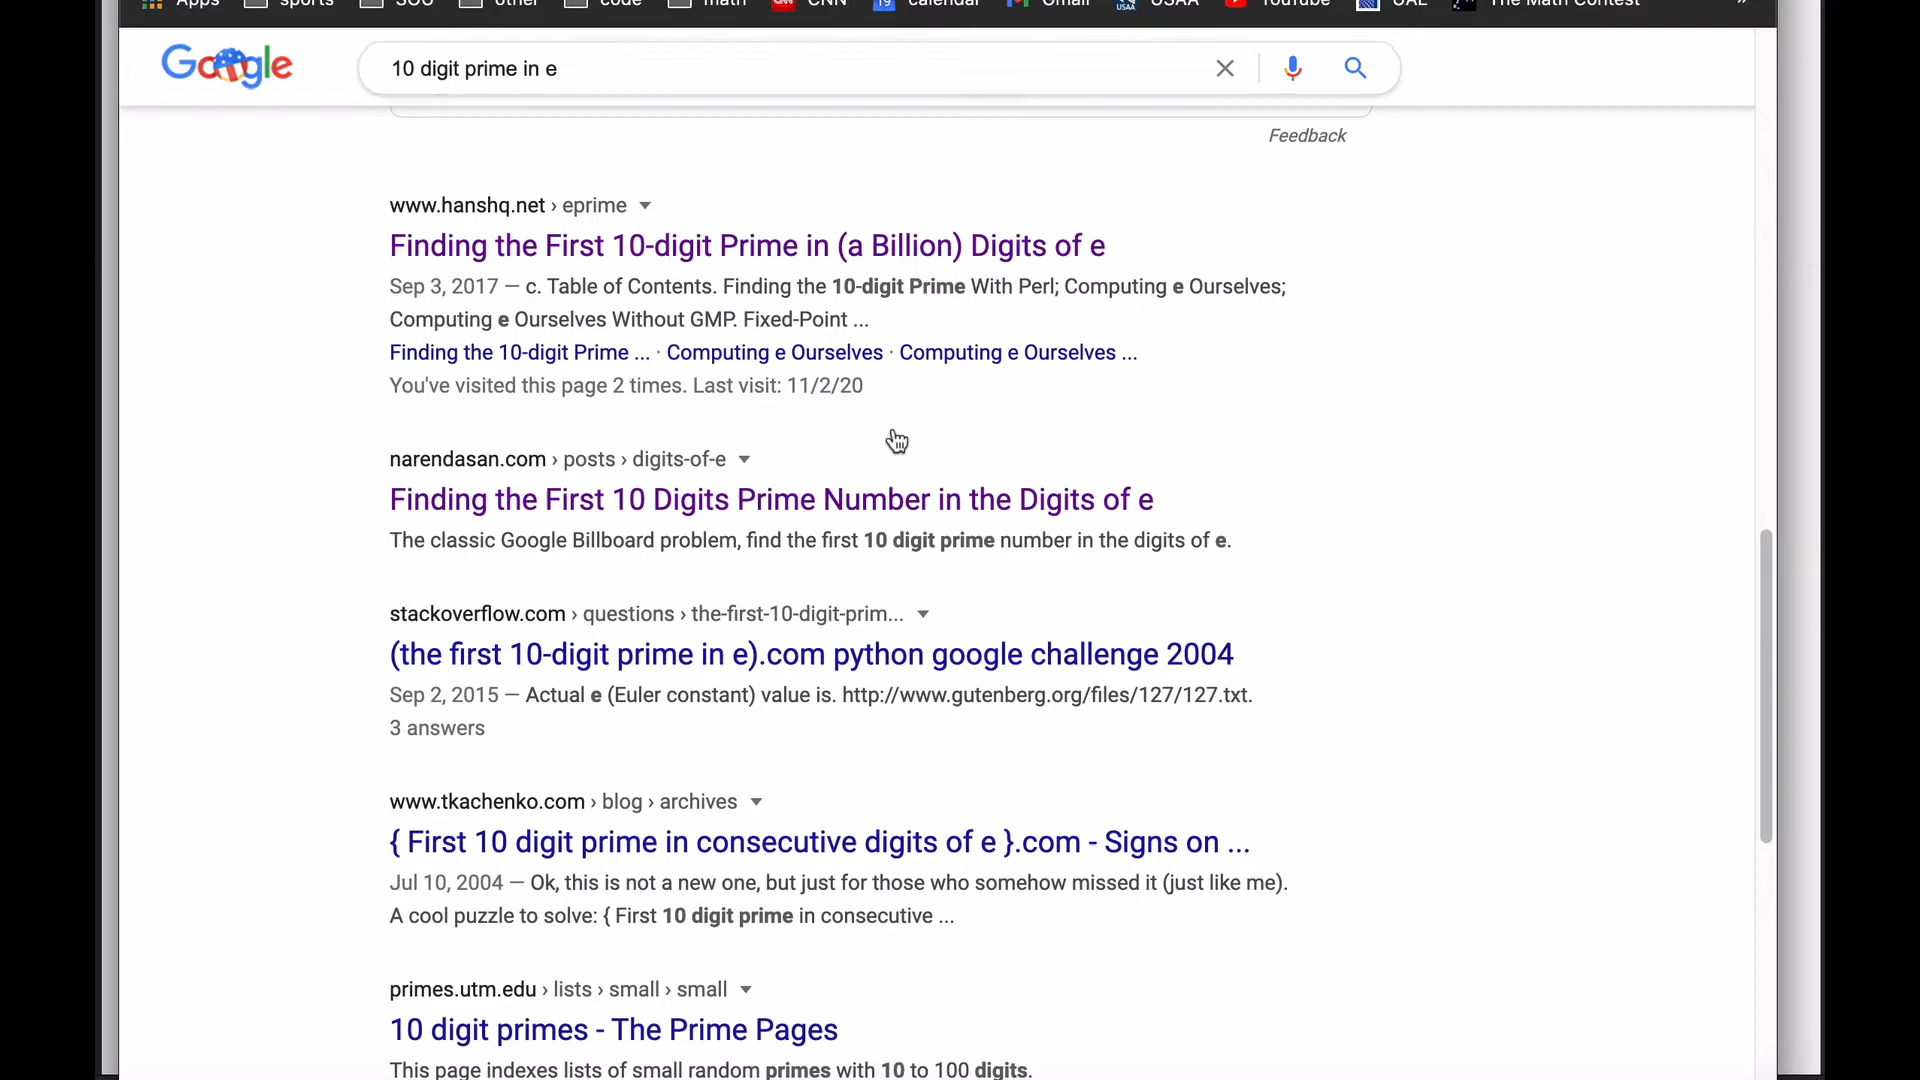 Apps sports SOU other code math CNN 19 calendar Gmail USAA USAA YouTube UAL The Math Contest »
Google
10 digit prime in e
Feedback
www.hanshq.net › eprime
Finding the First 10-digit Prime in (a Billion) Digits of e
Sep 3, 2017 — c. Table of Contents. Finding the 10-digit Prime With Perl; Computing e Ourselves;
Computing e Ourselves Without GMP. Fixed-Point ...
Finding the 10-digit Prime ... · Computing e Ourselves · Computing e Ourselves ...
You've visited this page 2 times. Last visit: 11/2/20
narendasan.com › posts › digits-of-e
Finding the First 10 Digits Prime Number in the Digits of e
The classic Google Billboard problem, find the first 10 digit prime number in the digits of e.
stackoverflow.com › questions › the-first-10-digit-prim...
(the first 10-digit prime in e).com python google challenge 2004
Sep 2, 2015 — Actual e (Euler constant) value is. http://www.gutenberg.org/files/127/127.txt.
3 answers
www.tkachenko.com › blog › archives
{ First 10 digit prime in consecutive digits of e }.com - Signs on ...
Jul 10, 2004 — Ok, this is not a new one, but just for those who somehow missed it (just like me).
A cool puzzle to solve: { First 10 digit prime in consecutive ...
primes.utm.edu › lists › small › small
10 digit primes - The Prime Pages
This page indexes lists of small random primes with 10 to 100 digits.